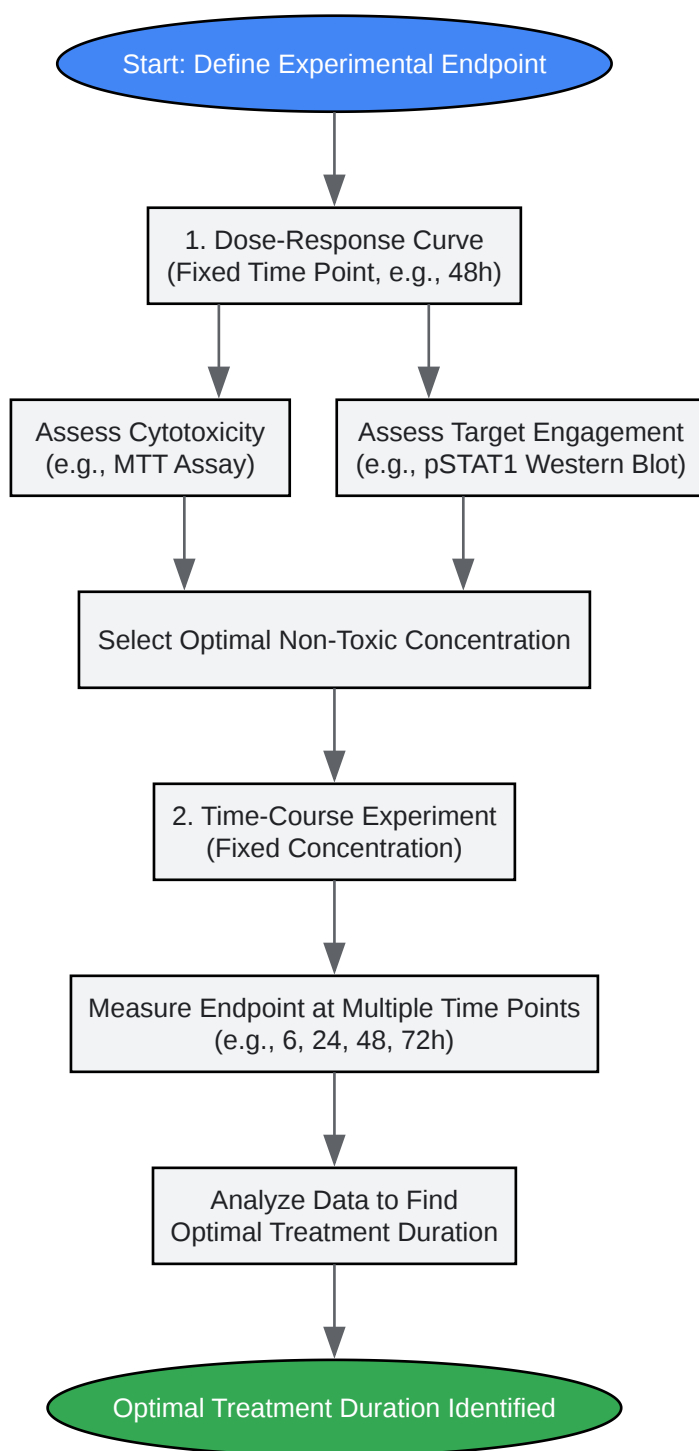 Start: Define Experimental Endpoint
1. Dose-Response Curve
(Fixed Time Point, e.g., 48h)
Assess Cytotoxicity
(e.g., MTT Assay)
Assess Target Engagement
(e.g., pSTAT1 Western Blot)
Select Optimal Non-Toxic Concentration
2. Time-Course Experiment
(Fixed Concentration)
Measure Endpoint at Multiple Time Points
(e.g., 6, 24, 48, 72h)
Analyze Data to Find
Optimal Treatment Duration
Optimal Treatment Duration Identified